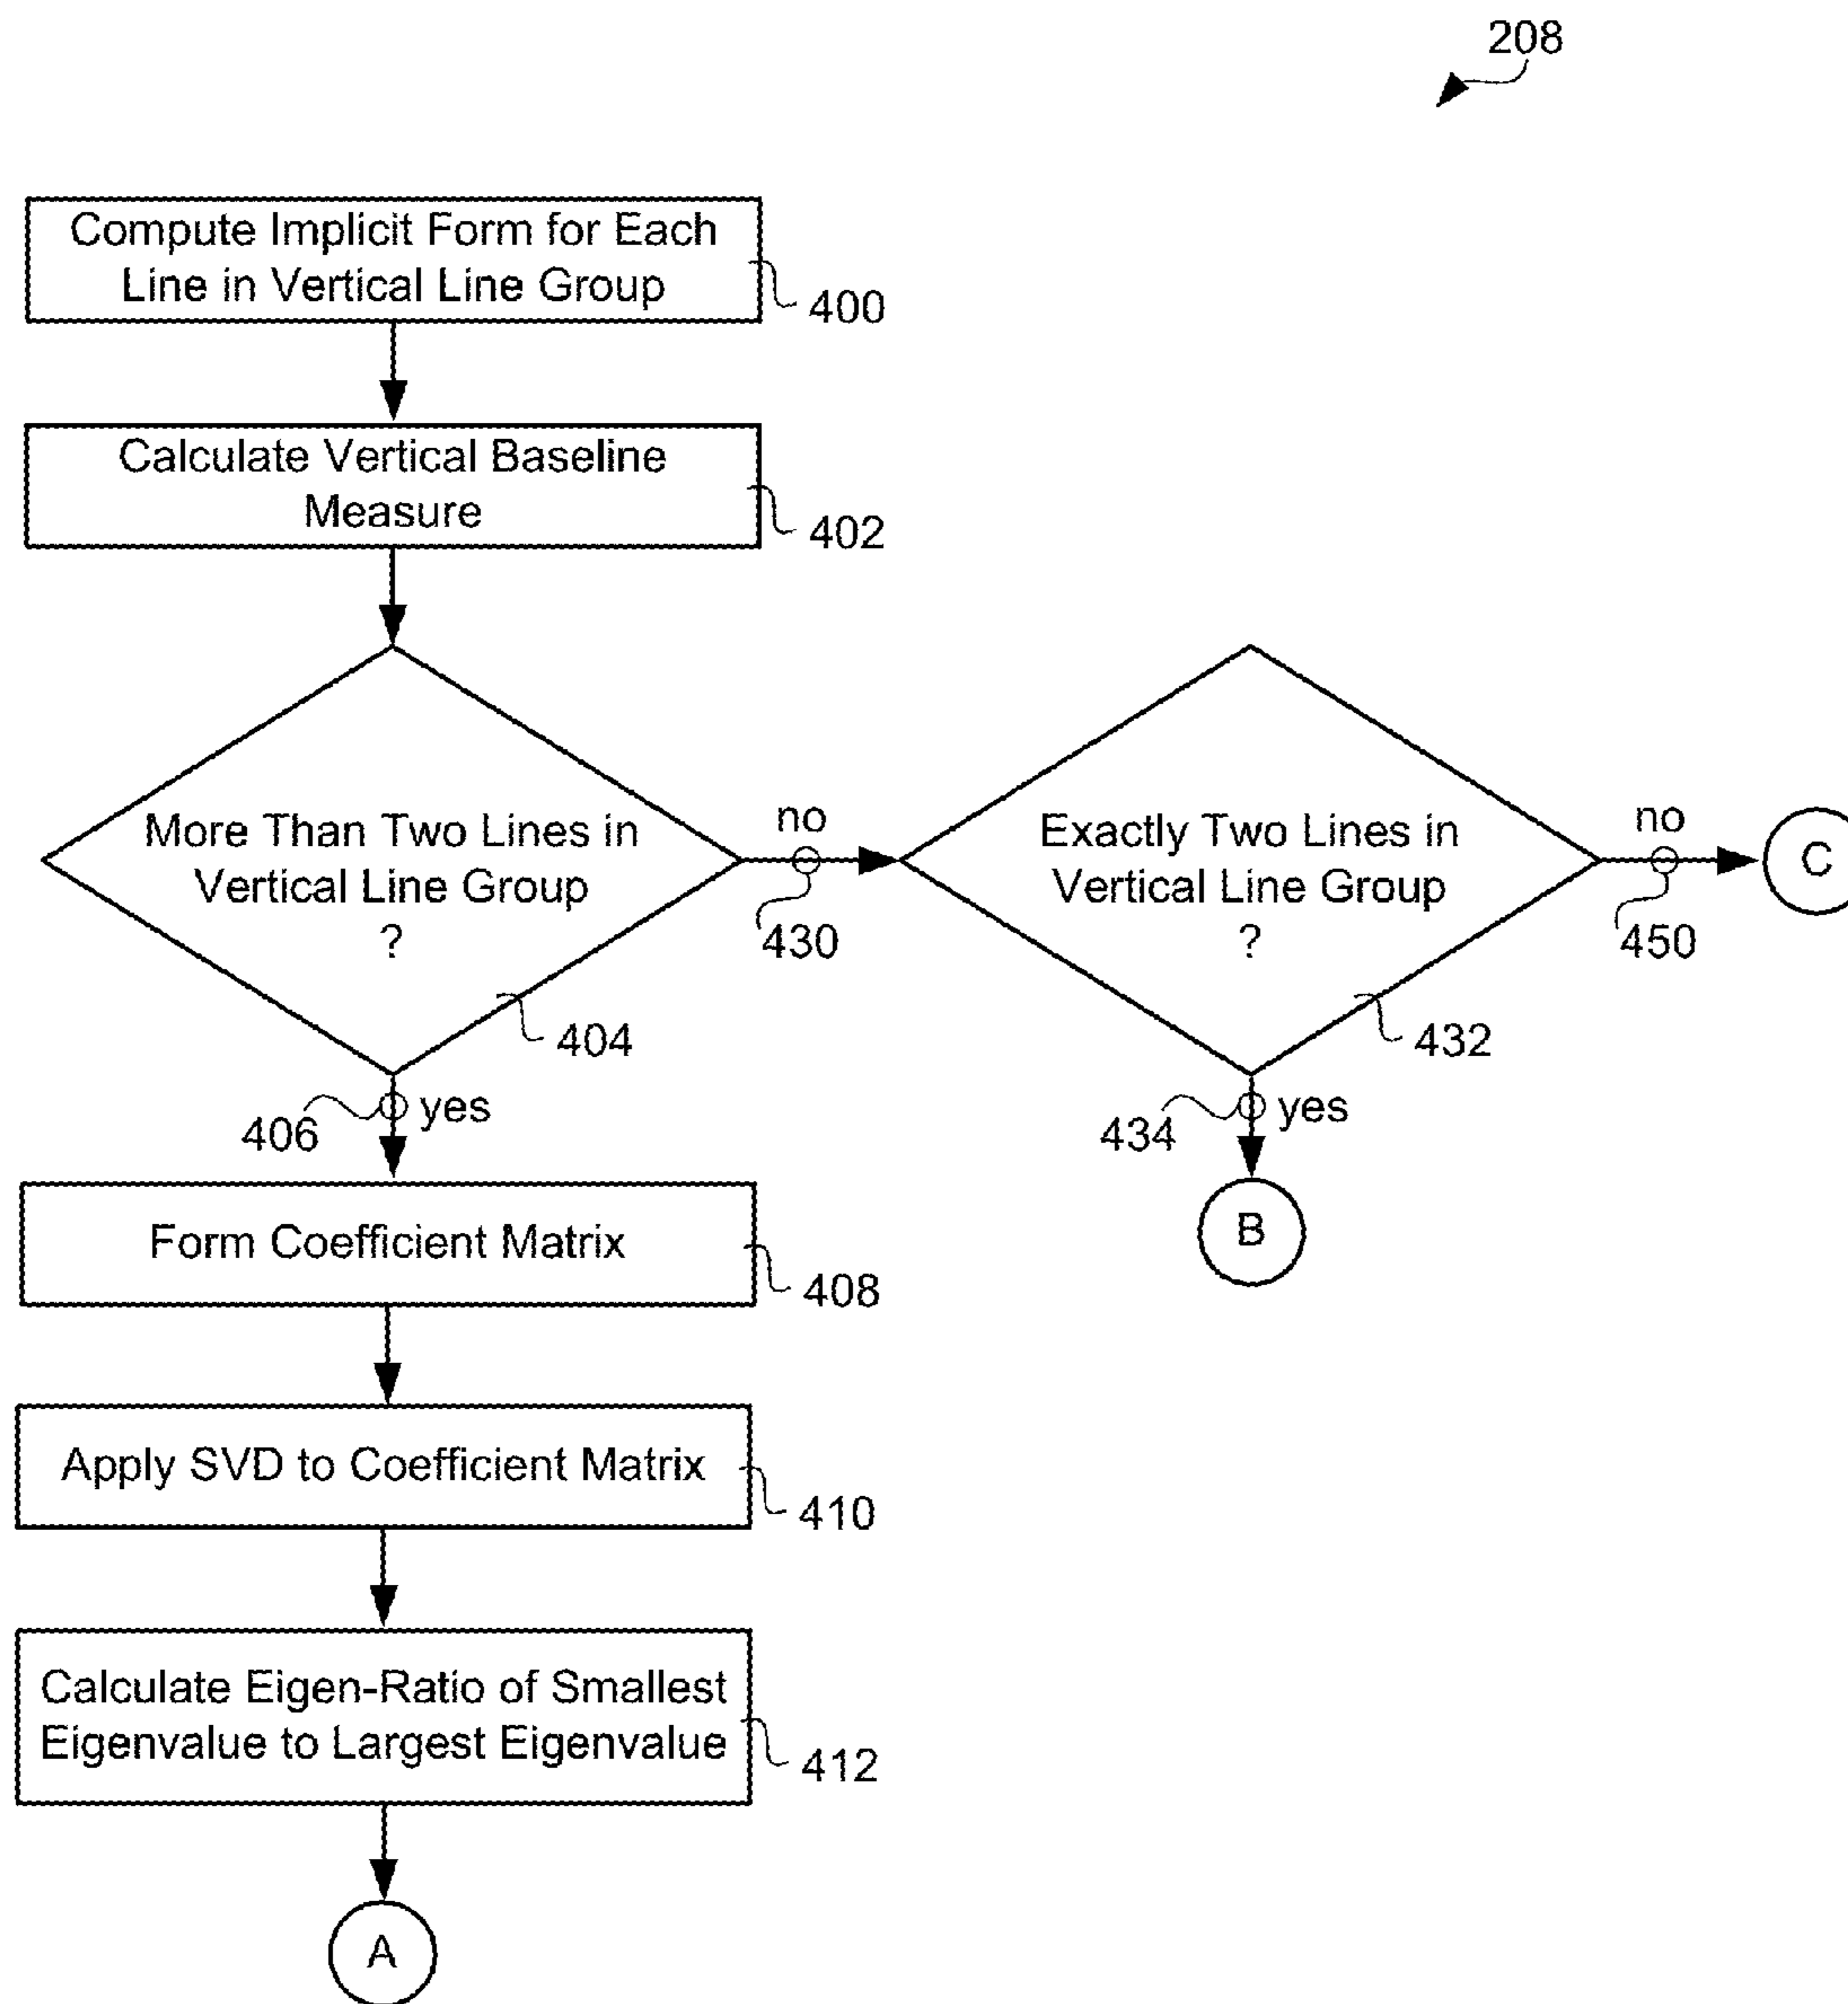 208
Compute Implicit Form for Each
Line in Vertical Line Group
400
Calculate Vertical Baseline
Measure
402
More Than Two Lines in
Vertical Line Group
?
404
no
430
Exactly Two Lines in
Vertical Line Group
?
432
no
450
C
406
yes
434
yes
B
Form Coefficient Matrix
408
Apply SVD to Coefficient Matrix
410
Calculate Eigen-Ratio of Smallest
Eigenvalue to Largest Eigenvalue
412
A